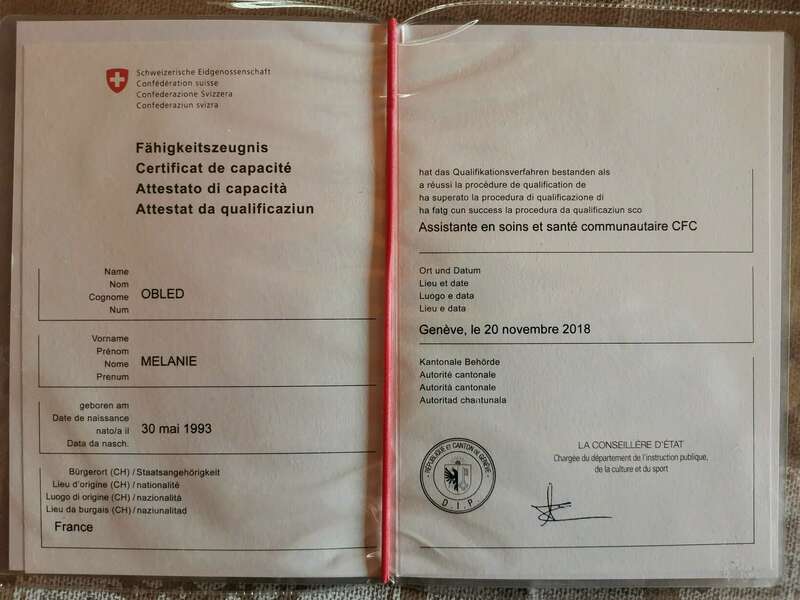 Schweizerische Eidgenossenschaft
Confédération suisse
Confederazione Svizzera
Confederaziun svizra
Fähigkeitszeugnis
Certificat de capacité
Attestato di capacità
Attestat da qualificaziun
Name
Nom
Cognome
Num
OBLED
Vorname
Prénom
Nome
Prenum
MELANIE
geboren am
Date de naissance
nato/a il
Data da nasch.
30 mai 1993
Bürgerort (CH) / Staatsangehörigkeit
Lieu d'origine (CH) / nationalité
Luogo di origine (CH) / nazionalità
Lieu da burgais (CH) / naziunalitad
France
hat das Qualifikationsverfahren bestanden als
a réussi la procédure de qualification de
ha superato la procedura di qualificazione di
ha fatg cun success la procedura da qualificaziun sco
Assistante en soins et santé communautaire CFC
Ort und Datum
Lieu et date
Luogo e data
Lieu e data
Genève, le 20 novembre 2018
Kantonale Behörde
Autorité cantonale
Autorità cantonale
Autoritad chantunala
RÉPUBLIQUE ET CANTON DE GENÈVE
D.I.P.
LA CONSEILLÈRE D'ÉTAT
Chargée du département de l'instruction publique,
de la culture et du sport